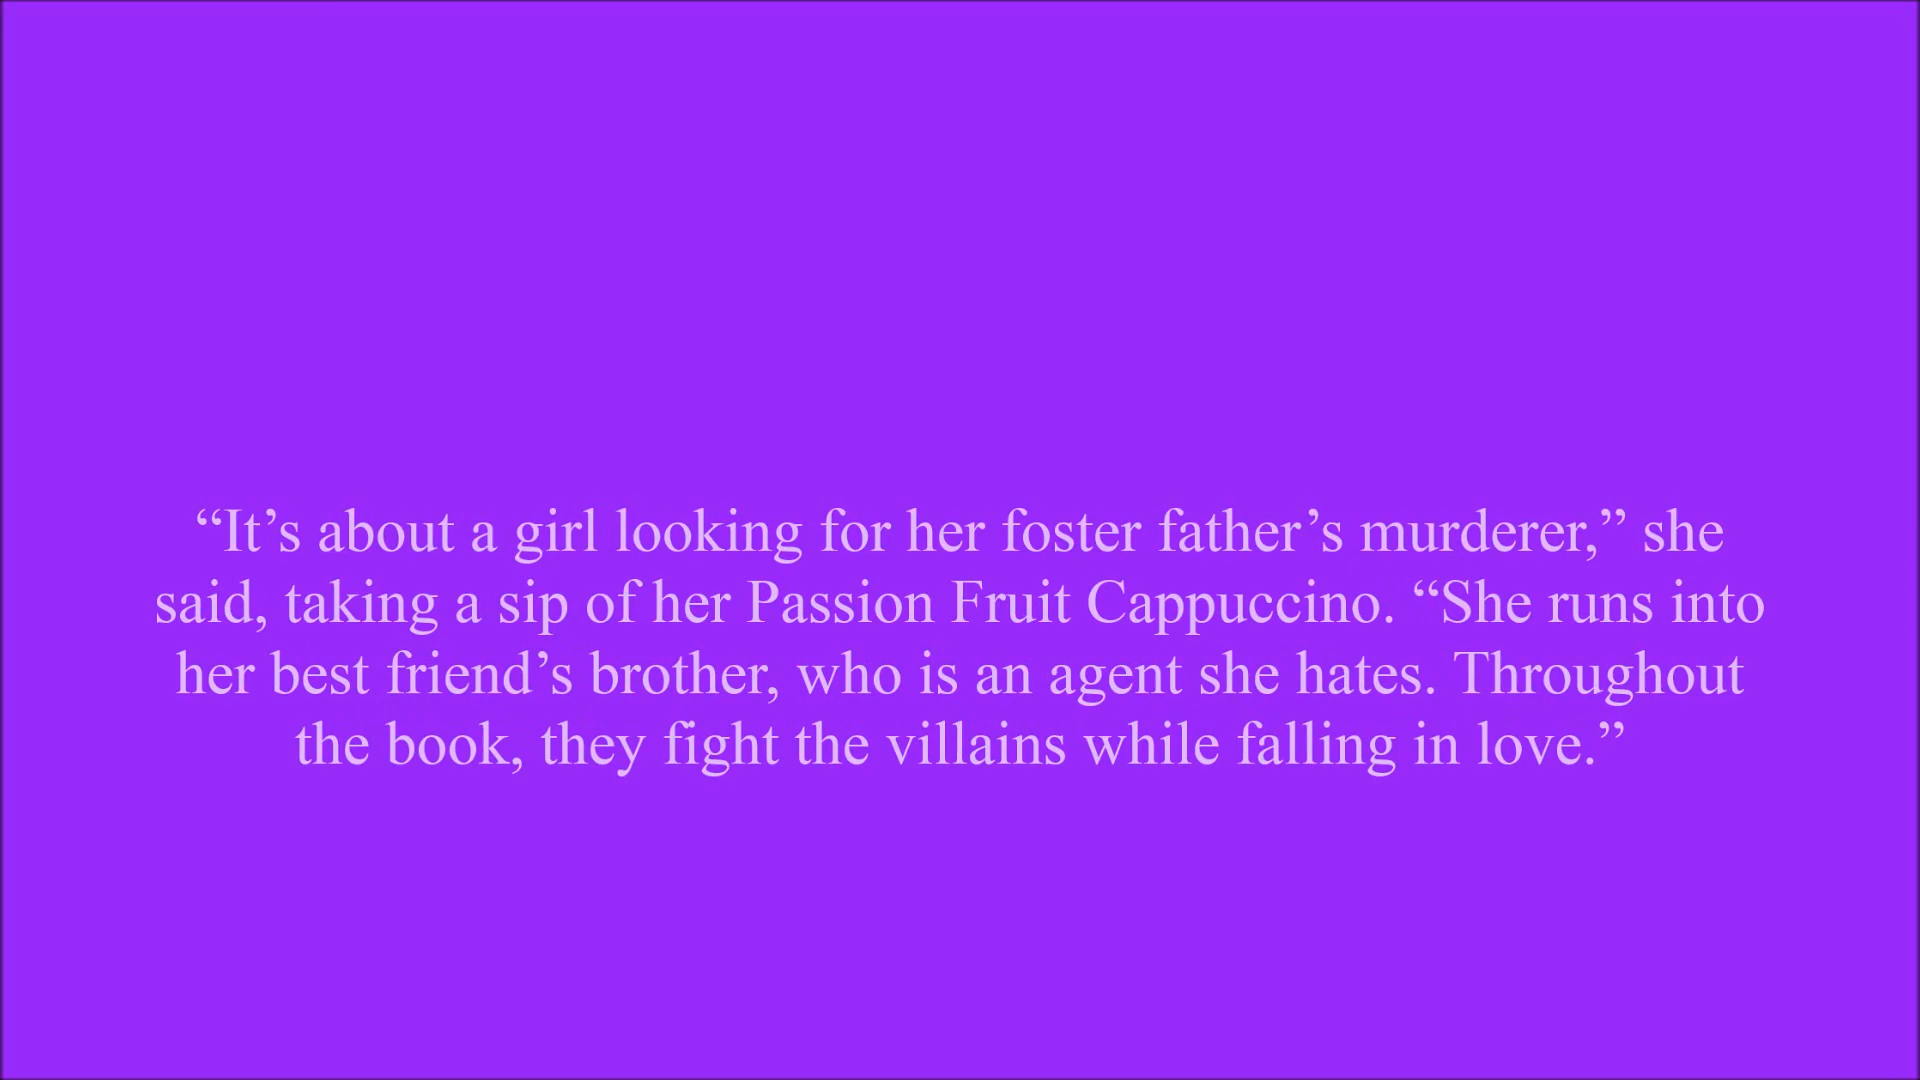 “It’s about a girl looking for her foster father’s murderer,” she
said, taking a sip of her Passion Fruit Cappuccino. “She runs into
her best friend’s brother, who is an agent she hates. Throughout
the book, they fight the villains while falling in love.”